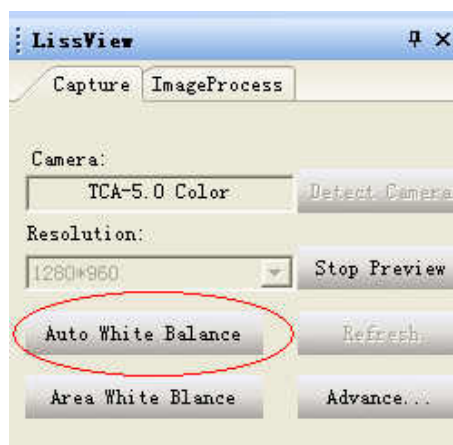 LissView
Capture ImageProcess
Camera:
TCA-5.0 Color Detect Camera
Resolution:
1280*960 Stop Preview
Auto White Balance Refresh
Area White Blance Advance...